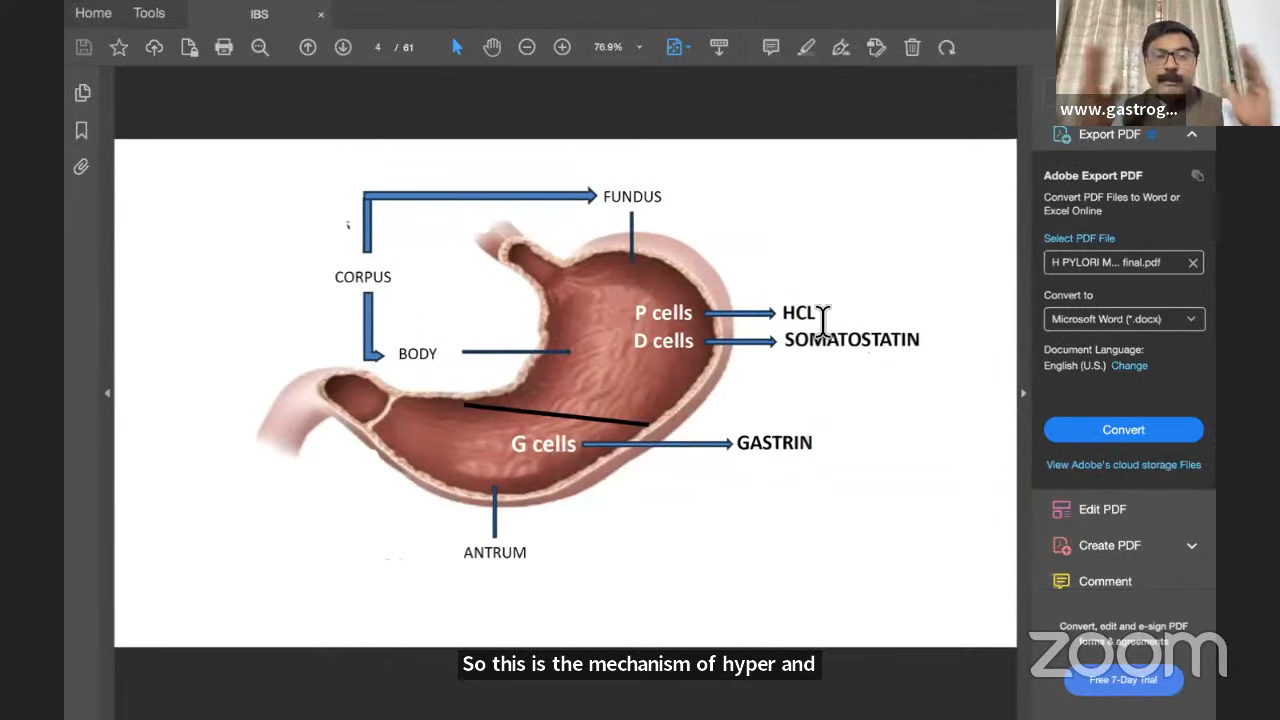 Home Tools IBS ×
4 / 61 76.9%
www.gastrog...
Export PDF
Adobe Export PDF
Convert PDF Files to Word or
Excel Online
Select PDF File
H PYLORI M... final.pdf
Convert to
Microsoft Word (*.docx)
Document Language:
English (U.S.) Change
Convert
View Adobe's cloud storage Files
Edit PDF
Create PDF
Comment
Convert, edit and e-sign PDF
forms & agreements
Free 7-Day Trial
zoom
FUNDUS
CORPUS
P cells HCL
D cells SOMATOSTATIN
BODY
G cells GASTRIN
ANTRUM
So this is the mechanism of hyper and